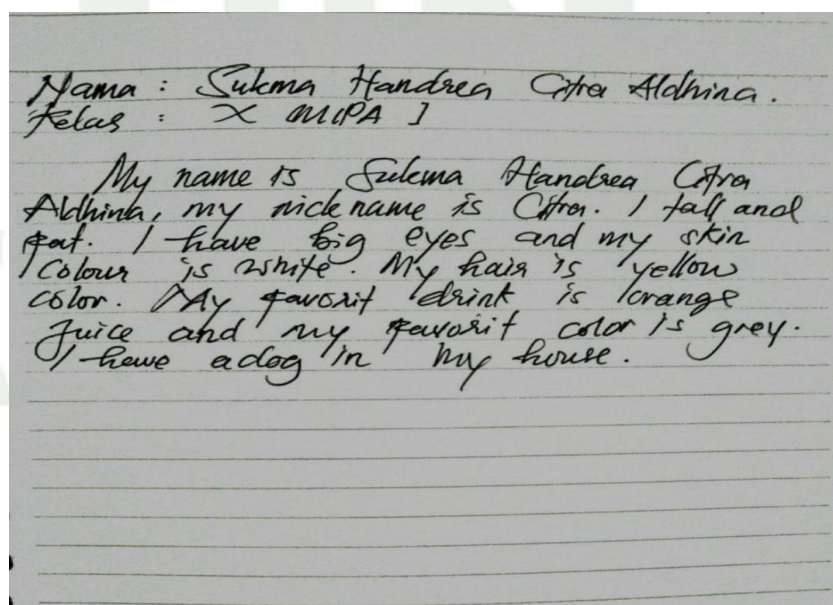 Nama : Sukma Handrea Citra Aldhina.
Kelas : X MIPA 1
My name is Sukma Handrea Citra
Aldhina, my nick name is Citra. I tall and
fat. I have big eyes and my skin
colour is white. My hair is yellow
color. My favorit drink is orange
juice and my favorit color is grey.
I have a dog in my house.